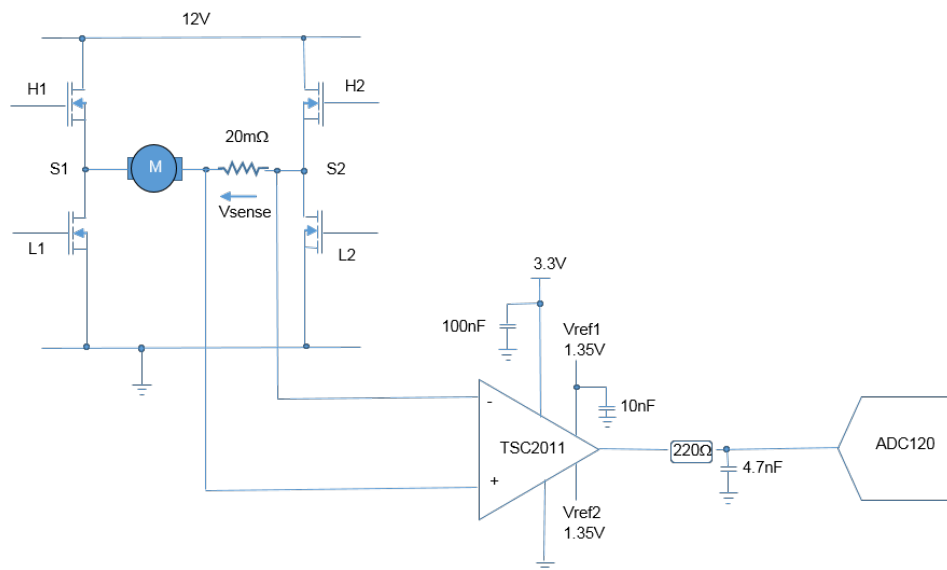 12V
H1
H2
20mΩ
S1
M
S2
Vsense
L1
L2
3.3V
100nF
Vref1
1.35V
10nF
-
TSC2011
+
220Ω
4.7nF
ADC120
Vref2
1.35V